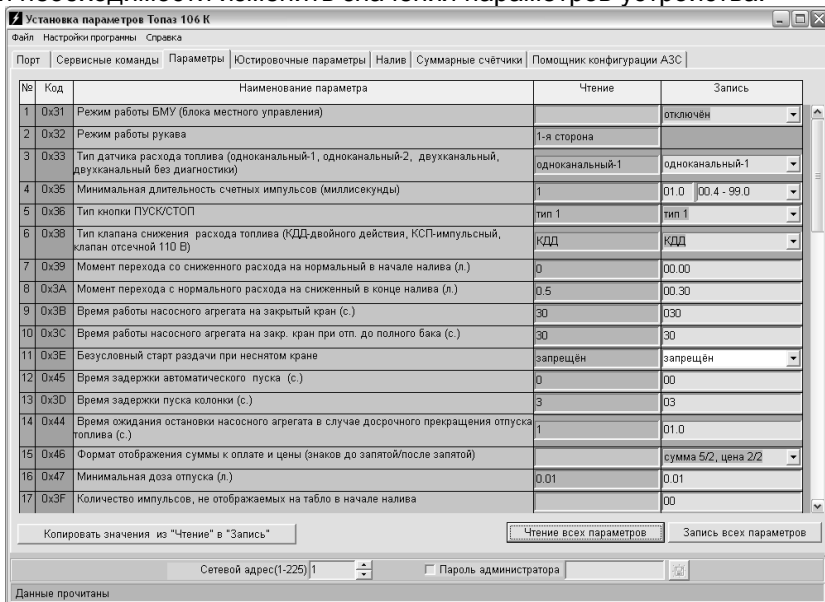 и необходимости изменить значения параметров устройства.
Установка параметров Топаз 106 К
Файл Настройки программы Справка
Порт Сервисные команды Параметры Юстировочные параметры Налив Суммарные счётчики Помощник конфигурации АЗС
№ Код Наименование параметра Чтение Запись
1 0x31 Режим работы БМУ (блока местного управления) отключён
2 0x32 Режим работы рукава 1-я сторона
3 0x33 Тип датчика расхода топлива (одноканальный-1, одноканальный-2, двухканальный, двухканальный без диагностики) одноканальный-1 одноканальный-1
4 0x35 Минимальная длительность счетных импульсов (миллисекунды) 1 01.0 00.4 - 99.0
5 0x36 Тип кнопки ПУСК/СТОП тип 1 тип 1
6 0x38 Тип клапана снижения расхода топлива (КДД-двойного действия, КСП-импульсный, клапан отсечной 110 В) КДД КДД
7 0x39 Момент перехода со сниженного расхода на нормальный в начале налива (л.) 0 00.00
8 0x3A Момент перехода с нормального расхода на сниженный в конце налива (л.) 0.5 00.30
9 0x3B Время работы насосного агрегата на закрытый кран (с.) 30 030
10 0x3C Время работы насосного агрегата на закр. кран при отп. до полного бака (с.) 30 30
11 0x3E Безусловный старт раздачи при неснятом кране запрещён запрещён
12 0x45 Время задержки автоматического пуска (с.) 0 00
13 0x3D Время задержки пуска колонки (с.) 3 03
14 0x44 Время ожидания остановки насосного агрегата в случае досрочного прекращения отпуска топлива (с.) 1 01.0
15 0x46 Формат отображения суммы к оплате и цены (знаков до запятой/после запятой) сумма 5/2, цена 2/2
16 0x47 Минимальная доза отпуска (л.) 0.01 0.01
17 0x3F Количество импульсов, не отображаемых на табло в начале налива 00
Копировать значения из "Чтение" в "Запись" Чтение всех параметров Запись всех параметров
Сетевой адрес(1-225) 1 Пароль администратора
Данные прочитаны